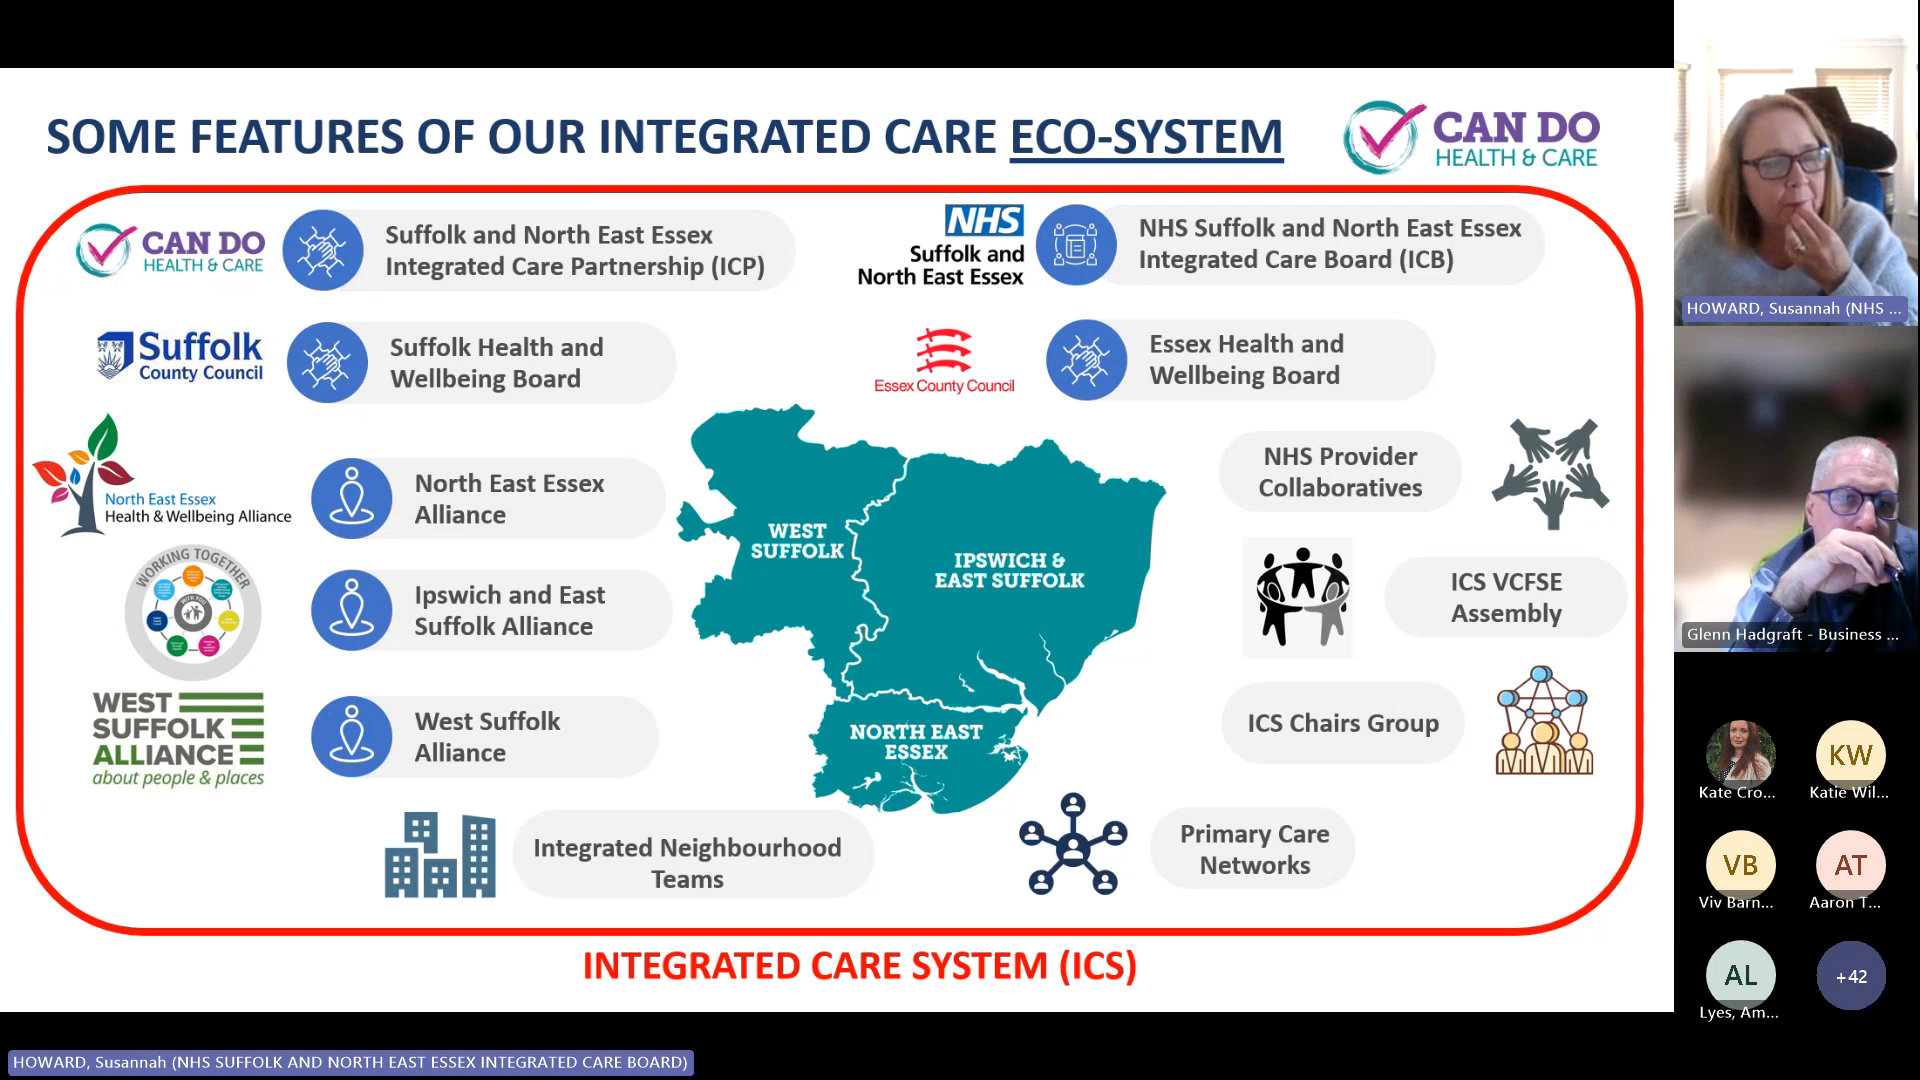 SOME FEATURES OF OUR INTEGRATED CARE ECO-SYSTEM
CAN DO
HEALTH & CARE
CAN DO
HEALTH & CARE
Suffolk and North East Essex
Integrated Care Partnership (ICP)
NHS
Suffolk and
North East Essex
NHS Suffolk and North East Essex
Integrated Care Board (ICB)
Suffolk
County Council
Suffolk Health and
Wellbeing Board
Essex County Council
Essex Health and
Wellbeing Board
North East Essex
Health & Wellbeing Alliance
North East Essex
Alliance
WORKING TOGETHER
WITH YOU
Ipswich and East
Suffolk Alliance
WEST
SUFFOLK
ALLIANCE
about people & places
West Suffolk
Alliance
WEST
SUFFOLK
IPSWICH &
EAST SUFFOLK
NORTH EAST
ESSEX
NHS Provider
Collaboratives
ICS VCFSE
Assembly
ICS Chairs Group
Integrated Neighbourhood
Teams
Primary Care
Networks
INTEGRATED CARE SYSTEM (ICS)
HOWARD, Susannah (NHS SUFFOLK AND NORTH EAST ESSEX INTEGRATED CARE BOARD)
HOWARD, Susannah (NHS ...
Glenn Hadgraft - Business ...
Kate Cro...
KW
Katie Wil...
VB
Viv Barn...
AT
Aaron T...
AL
Lyes, Am...
+42